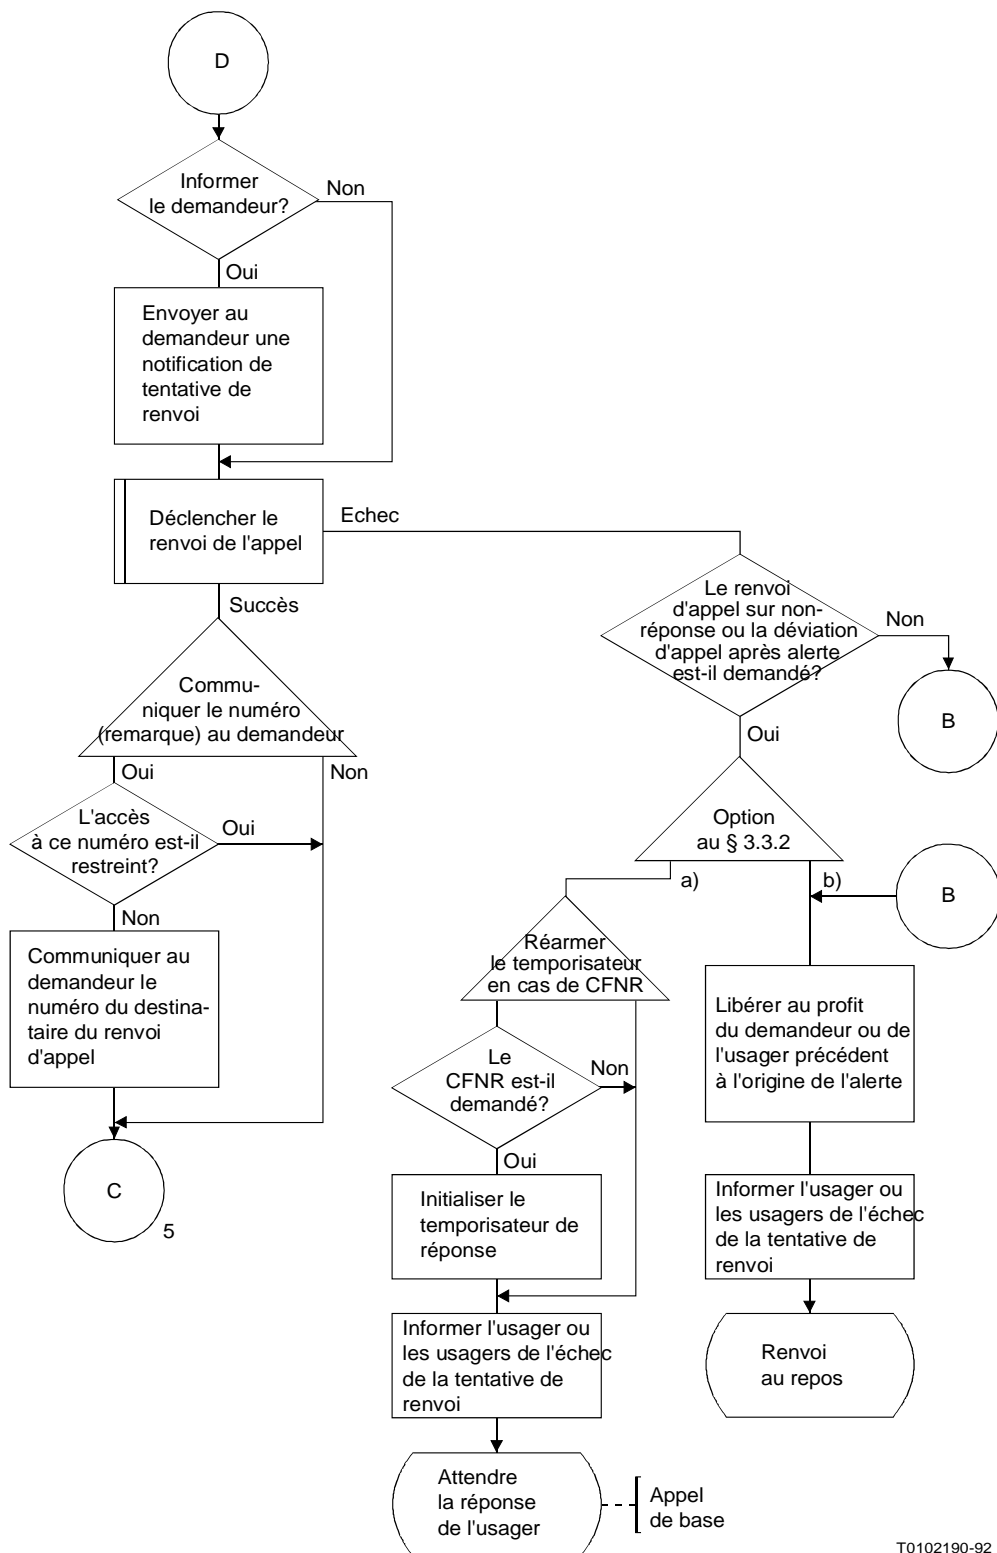 D
Informer
le demandeur?
Non
Oui
Envoyer au
demandeur une
notification de
tentative de
renvoi
Déclencher le
renvoi de l'appel
Echec
Succès
Le renvoi
d'appel sur non-
réponse ou la déviation
d'appel après alerte
est-il demandé?
Non
B
Oui
Commu-
niquer le numéro
(remarque) au demandeur
Oui
Non
L'accès
à ce numéro est-il
restreint?
Oui
Non
Communiquer au
demandeur le
numéro du destina-
taire du renvoi
d'appel
C
5
Option
au § 3.3.2
a)
b)
B
Réarmer
le temporisateur
en cas de CFNR
Le
CFNR est-il
demandé?
Non
Oui
Initialiser le
temporisateur de
réponse
Informer l'usager ou
les usagers de l'échec
de la tentative de
renvoi
Attendre
la réponse
de l'usager
Appel
de base
Libérer au profit
du demandeur ou de
l'usager précédent
à l'origine de l'alerte
Informer l'usager ou
les usagers de l'échec
de la tentative de
renvoi
Renvoi
au repos
T0102190-92